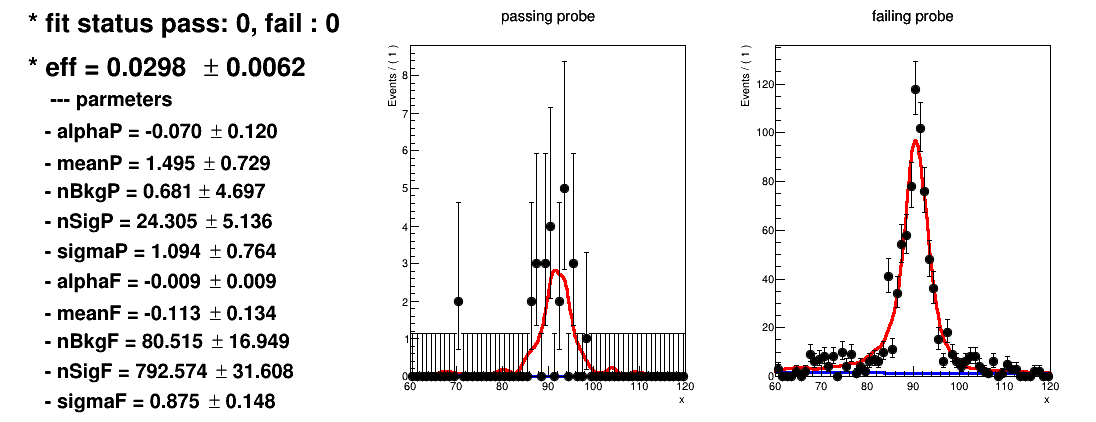 * fit status pass: 0, fail : 0
* eff = 0.0298 ± 0.0062
--- parmeters
- alphaP = -0.070 ± 0.120
- meanP = 1.495 ± 0.729
- nBkgP = 0.681 ± 4.697
- nSigP = 24.305 ± 5.136
- sigmaP = 1.094 ± 0.764
- alphaF = -0.009 ± 0.009
- meanF = -0.113 ± 0.134
- nBkgF = 80.515 ± 16.949
- nSigF = 792.574 ± 31.608
- sigmaF = 0.875 ± 0.148
passing probe
Events / ( 1 )
8
7
6
5
4
3
2
1
0
60 70 80 90 100 110 120
x
failing probe
Events / ( 1 )
120
100
80
60
40
20
0
60 70 80 90 100 110 120
x